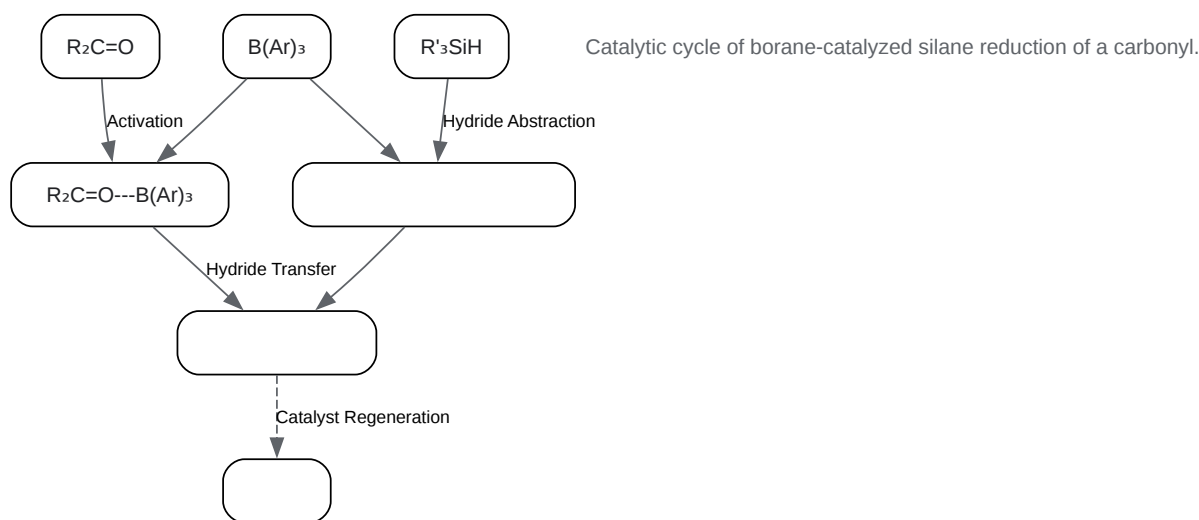 R₂C=O
B(Ar)₃
R'₃SiH
Catalytic cycle of borane-catalyzed silane reduction of a carbonyl.
Activation
Hydride Abstraction
R₂C=O---B(Ar)₃
Hydride Transfer
Catalyst Regeneration